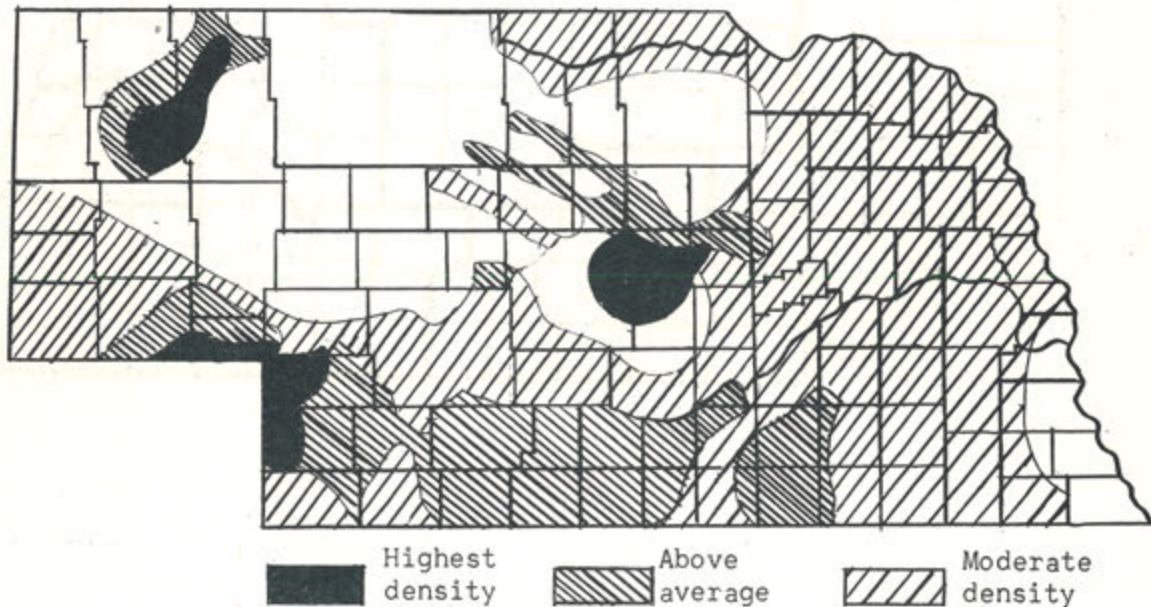 Highest
density
Above
average
Moderate
density